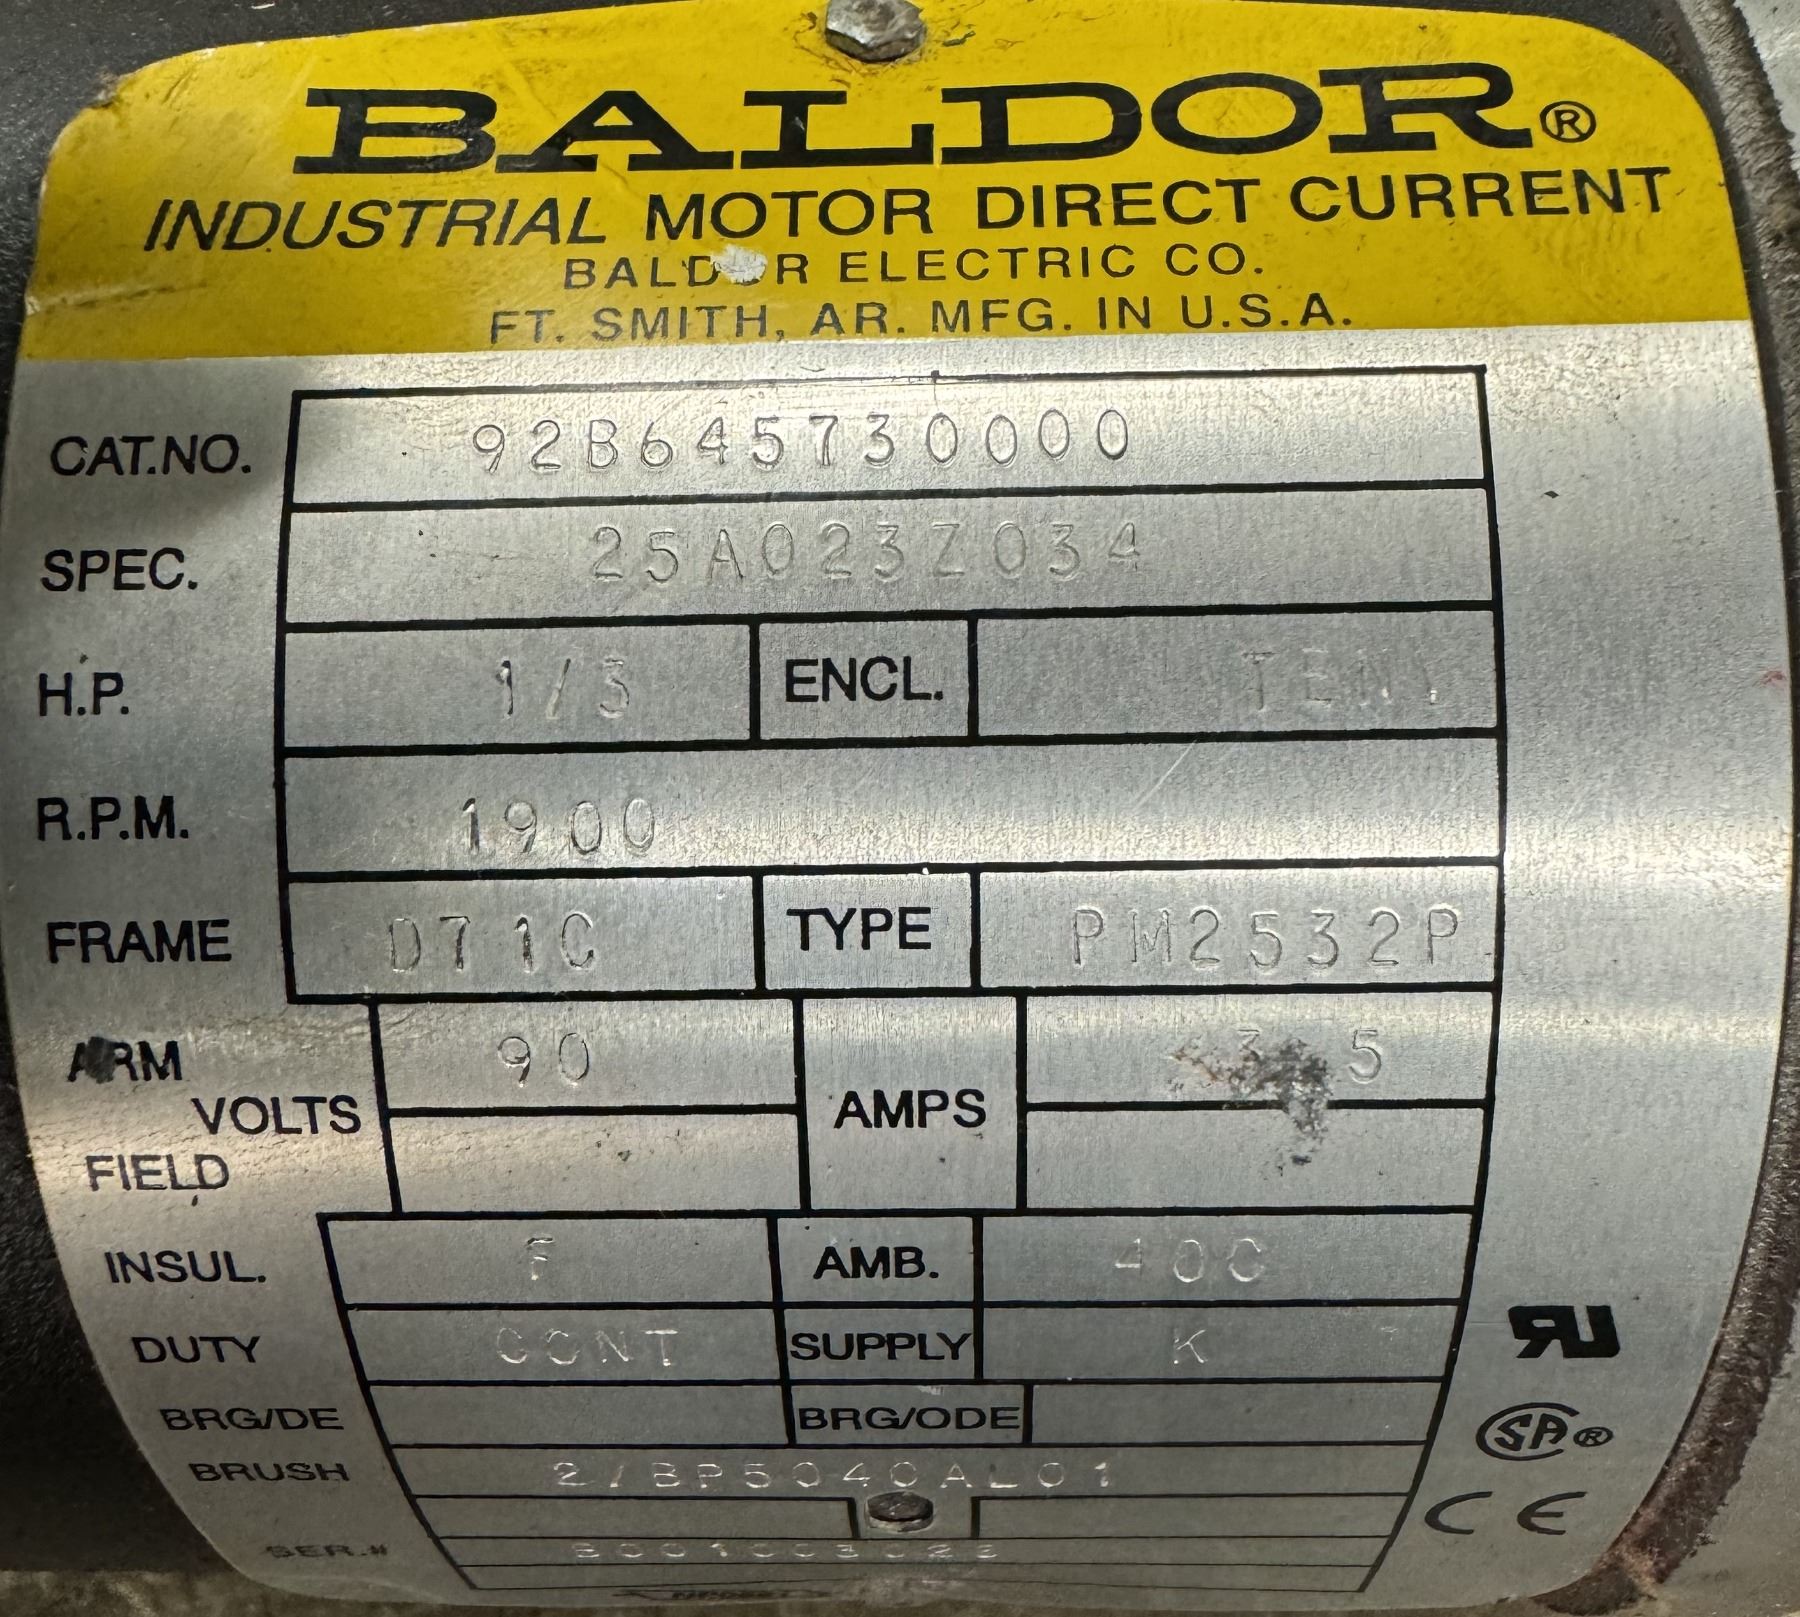 BALDOR®
INDUSTRIAL MOTOR DIRECT CURRENT
BALDOR ELECTRIC CO.
FT. SMITH, AR. MFG. IN U.S.A.
CAT.NO. 92B645730000
SPEC. 25A023Z034
H.P. 1/3 ENCL. TENV
R.P.M. 1900
FRAME D71C TYPE PM2532P
ARM 90 3.5
VOLTS AMPS
FIELD
INSUL. F AMB. 40C
DUTY CONT SUPPLY K
BRG/DE BRG/ODE
BRUSH 2/BP5040AL01
SER.#
RU
SA®
CE